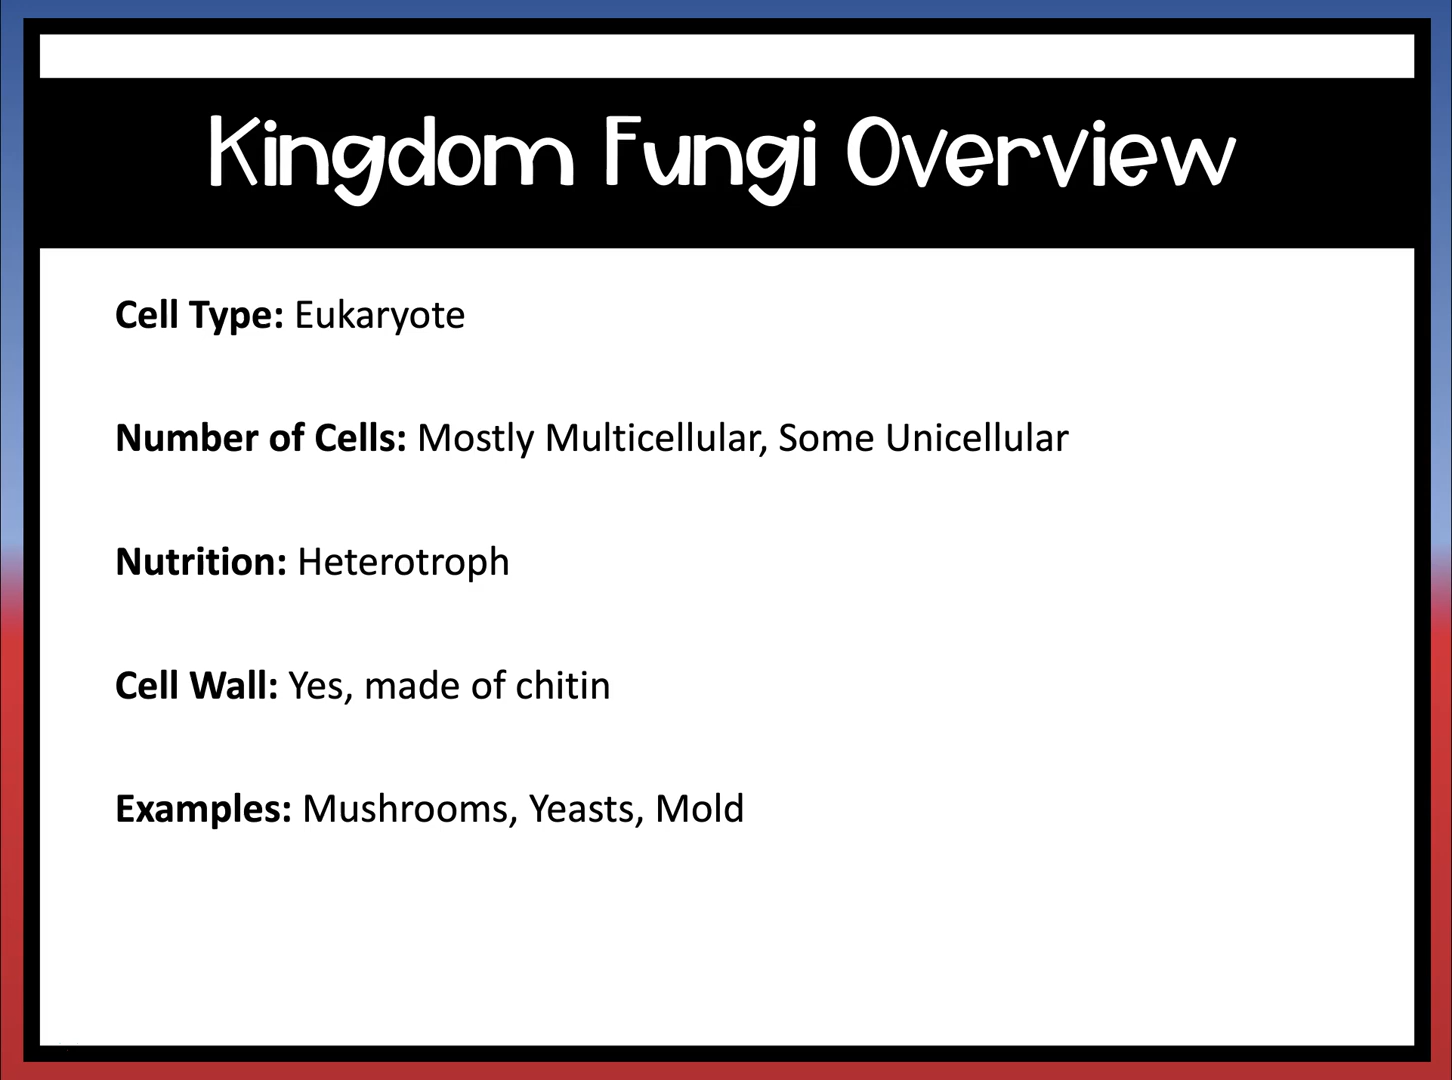 Kingdom Fungi Overview
Cell Type: Eukaryote
Number of Cells: Mostly Multicellular, Some Unicellular
Nutrition: Heterotroph
Cell Wall: Yes, made of chitin
Examples: Mushrooms, Yeasts, Mold